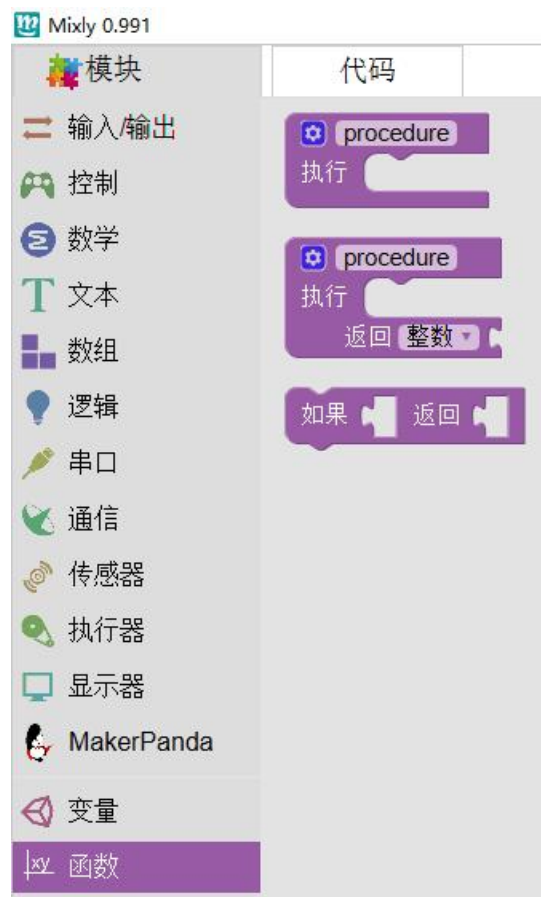 Mixly 0.991
模块
代码
输入/输出
控制
数学
文本
数组
逻辑
串口
通信
传感器
执行器
显示器
MakerPanda
变量
xy 函数
procedure
执行
procedure
执行
返回 整数
如果 返回